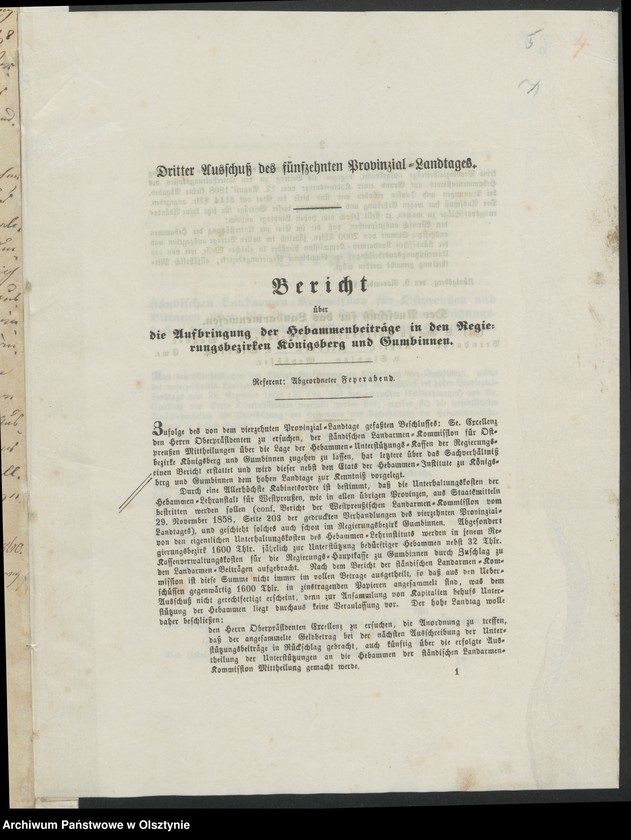 5 4
Dritter Ausschuß des fünfzehnten Provinzial-Landtages.
Bericht
über
die Aufbringung der Hebammenbeiträge in den Regie-
rungsbezirken Königsberg und Gumbinnen.
Referent: Abgeordneter Feyerabend.
Zufolge des von dem vierzehnten Provinzial-Landtage gefaßten Beschlusses: Se. Excellenz
den Herrn Oberpräsidenten zu ersuchen, der ständischen Landarmen-Kommission für Ost-
preußen Mittheilungen über die Lage der Hebammen-Unterstützungs-Kassen der Regierungs-
bezirke Königsberg und Gumbinnen zugehen zu lassen, hat letztere über das Sachverhältniß
einen Bericht erstattet und wird dieser nebst den Etats der Hebammen-Institute zu Königs-
berg und Gumbinnen dem hohen Landtage zur Kenntniß vorgelegt.
Durch eine Allerhöchste Kabinetsordre ist bestimmt, daß die Unterhaltungskosten der
Hebammen-Lehranstalt für Westpreußen, wie in allen übrigen Provinzen, aus Staatsmitteln
bestritten werden sollen (conf. Bericht der Westpreußischen Landarmen-Kommission vom
29. November 1858, Seite 203 der gedruckten Verhandlungen des vierzehnten Provinzial-
Landtages), und geschieht solches auch schon im Regierungsbezirk Gumbinnen. Abgesondert
von den eigentlichen Unterhaltungskosten des Hebammen-Lehrinstituts werden in jenem Re-
gierungsbezirk 1600 Thlr. jährlich zur Unterstützung bedürftiger Hebammen nebst 32 Thlr.
Kassenverwaltungskosten für die Regierungs-Hauptkasse zu Gumbinnen durch Zuschlag zu
den Landarmen-Beiträgen aufgebracht. Nach dem Bericht der ständischen Landarmen-Kom-
mission ist diese Summe nicht immer im vollen Betrage ausgetheilt, so daß aus den Ueber-
schüssen gegenwärtig 1600 Thlr. in zinstragenden Papieren angesammelt sind, was dem
Ausschuß nicht gerechtfertigt erscheint, denn zur Ansamlung von Kapitalien behufs Unter-
stützung der Hebammen liegt durchaus keine Veranlassung vor. Der hohe Landtag wolle
daher beschließen:
den Herrn Oberpräsidenten Excellenz zu ersuchen, die Anordnung zu treffen,
daß der angesammelte Geldbetrag bei der nächsten Ausschreibung der Unter-
stützungsbeiträge in Rückschlag gebracht, auch künftig über die erfolgte Aus-
theilung der Unterstützungen an die Hebammen der ständischen Landarmen-
Kommission Mittheilung gemacht werde.
1
Archiwum Państwowe w Olsztynie